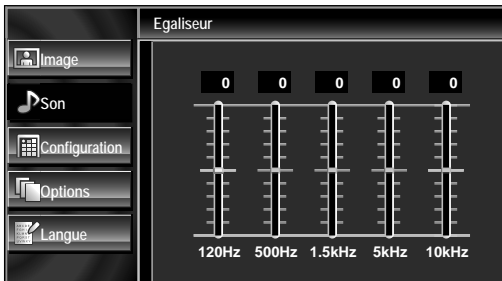 Egaliseur
Image
Son
Configuration
Options
Langue
0 0 0 0 0
120Hz 500Hz 1.5kHz 5kHz 10kHz